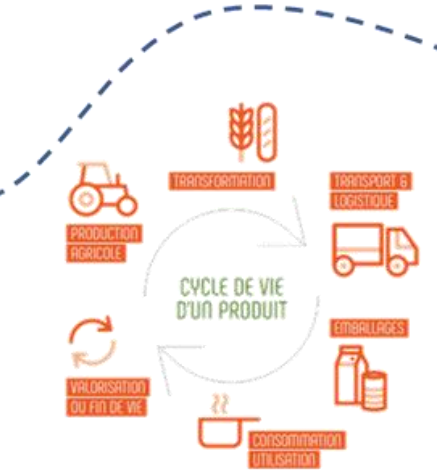 TRANSFORMATION
TRANSPORT &
LOGISTIQUE
PRODUCTION
AGRICOLE
CYCLE DE VIE
D'UN PRODUIT
EMBALLAGES
VALORISATION
OU FIN DE VIE
CONSOMMATION
UTILISATION